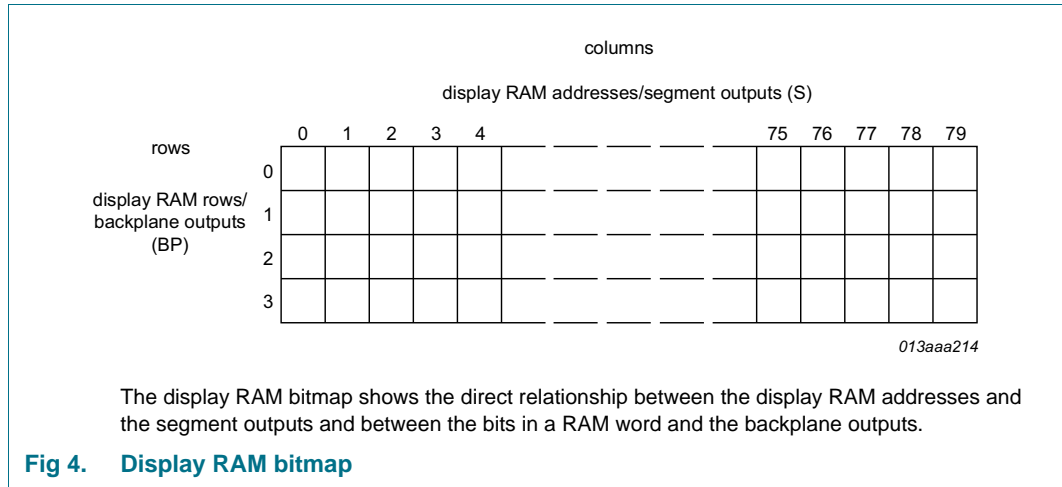 columns
display RAM addresses/segment outputs (S)
0 1 2 3 4 75 76 77 78 79
rows
display RAM rows/
backplane outputs
(BP)
0
1
2
3
013aaa214
The display RAM bitmap shows the direct relationship between the display RAM addresses and
the segment outputs and between the bits in a RAM word and the backplane outputs.
Fig 4. Display RAM bitmap